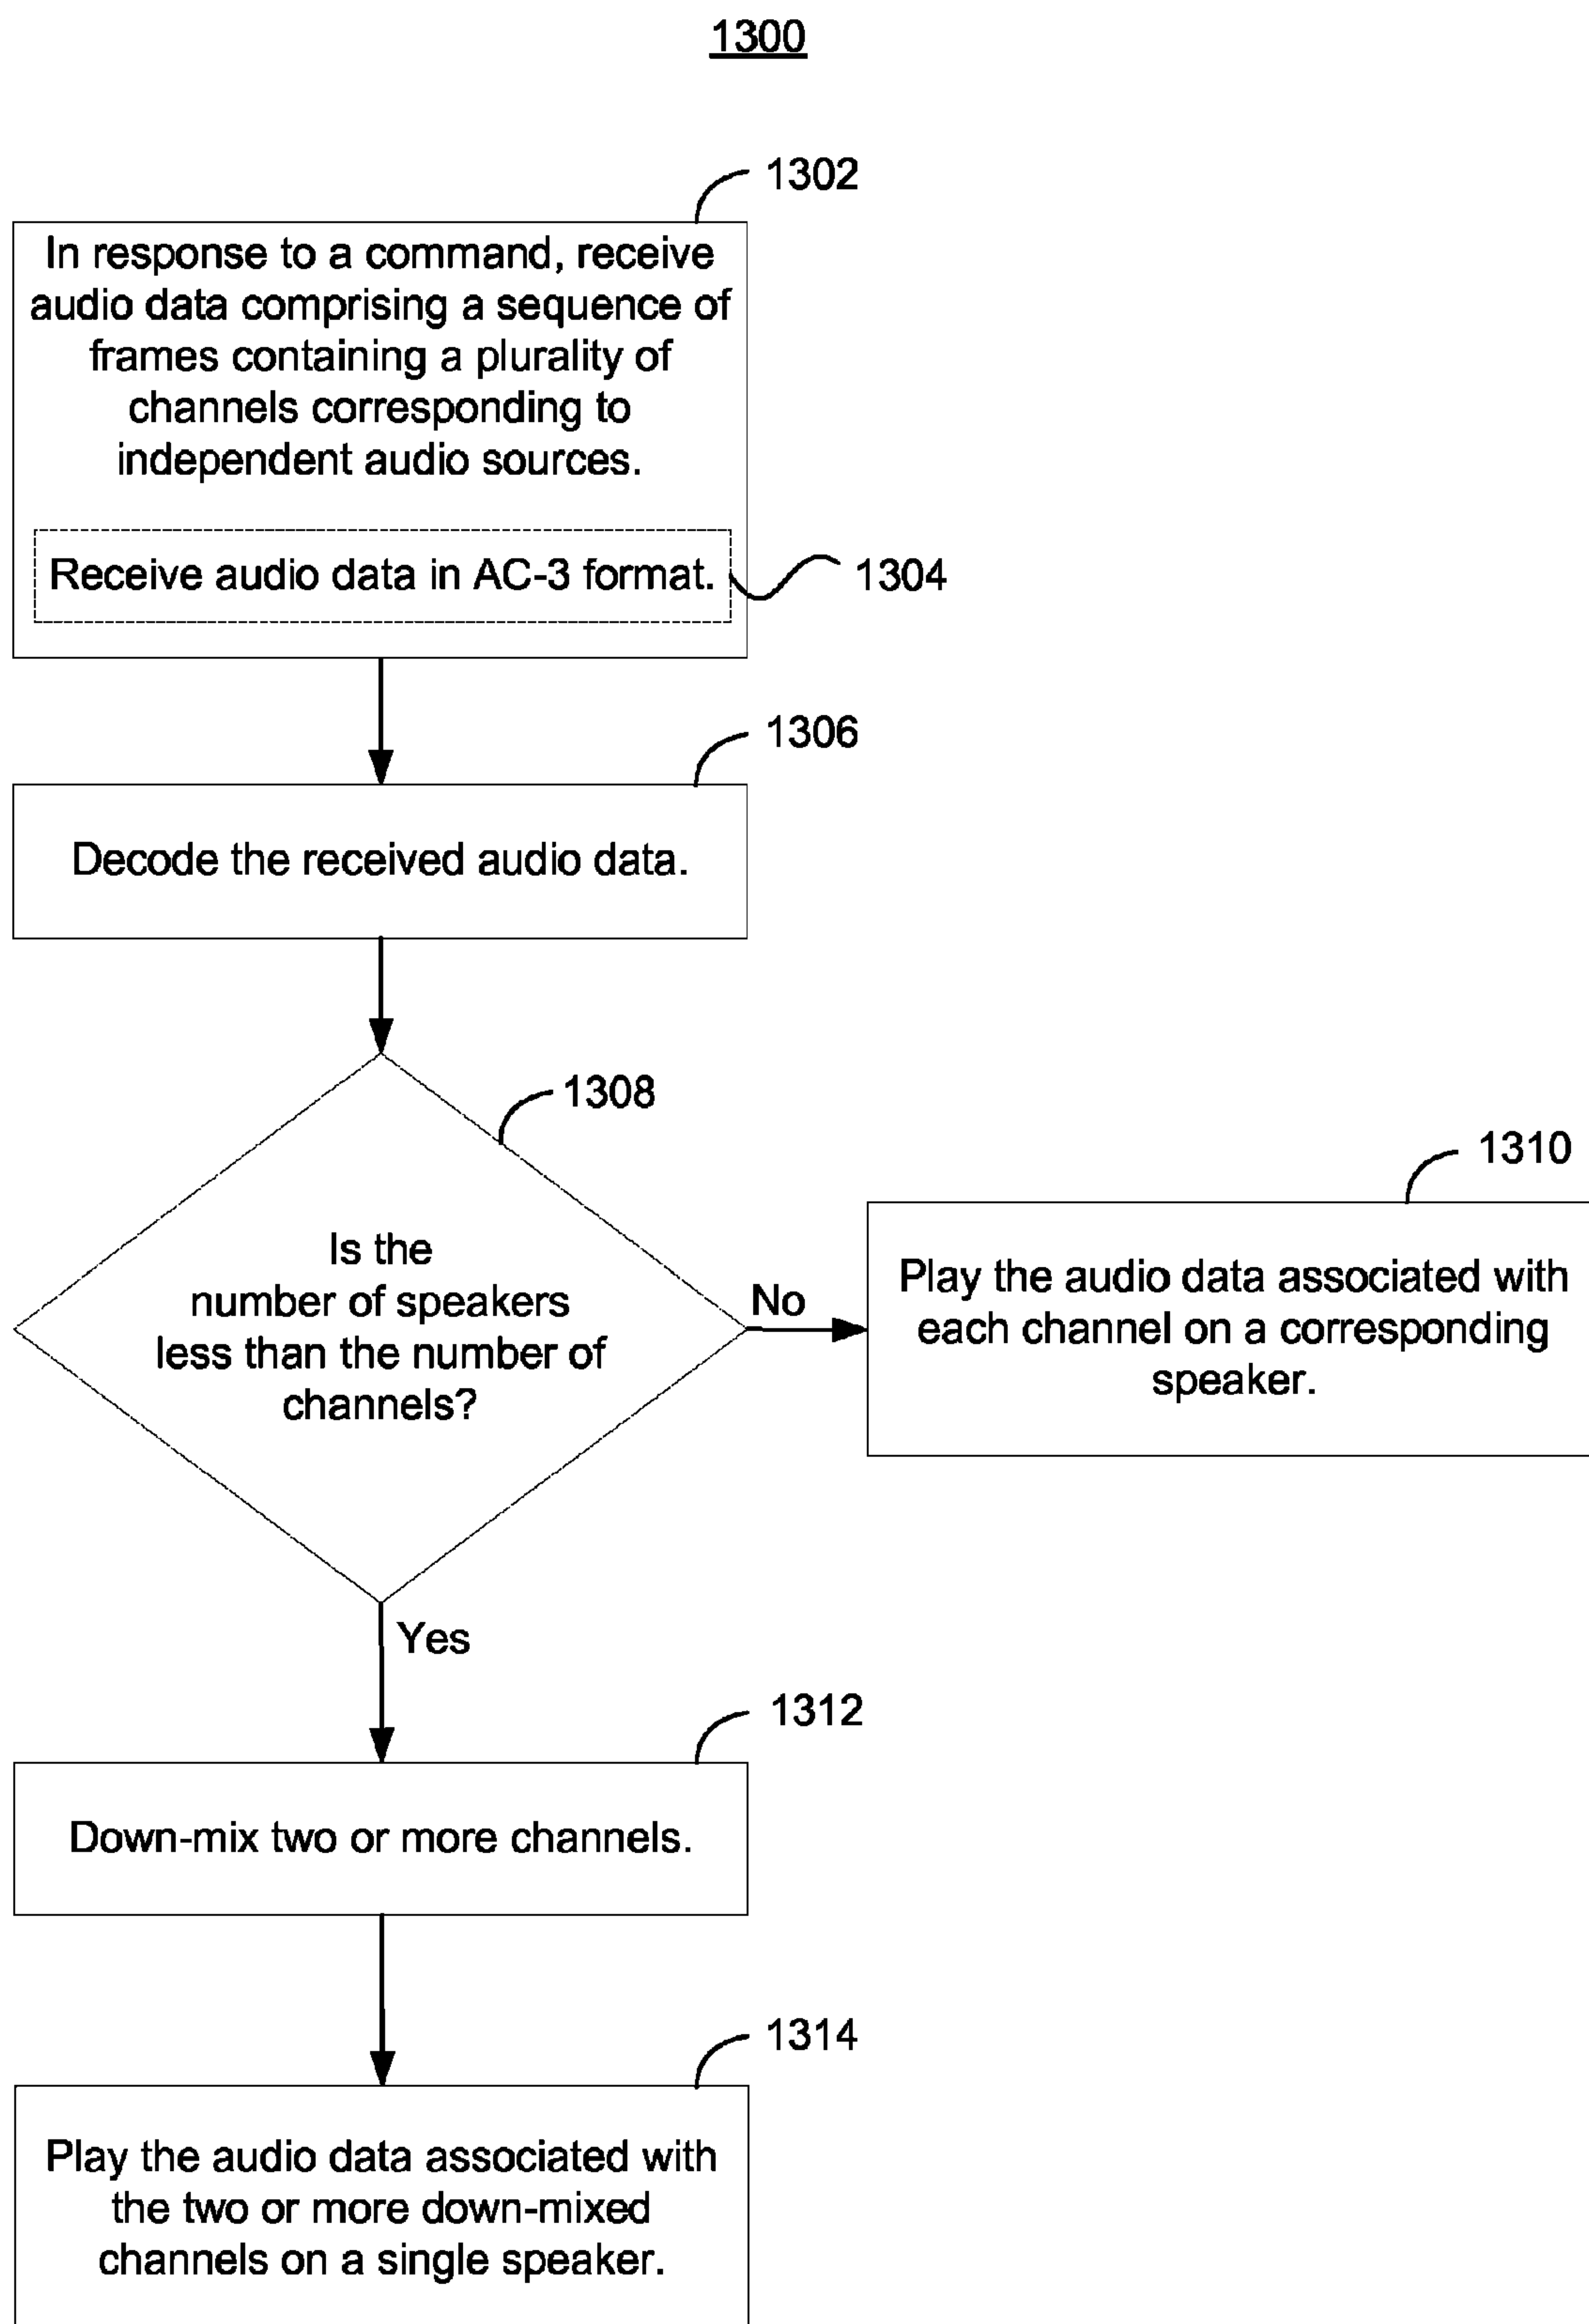 1300
1302
In response to a command, receive
audio data comprising a sequence of
frames containing a plurality of
channels corresponding to
independent audio sources.
Receive audio data in AC-3 format.
1304
1306
Decode the received audio data.
1308
Is the
number of speakers
less than the number of
channels?
No
1310
Play the audio data associated with
each channel on a corresponding
speaker.
Yes
1312
Down-mix two or more channels.
1314
Play the audio data associated with
the two or more down-mixed
channels on a single speaker.